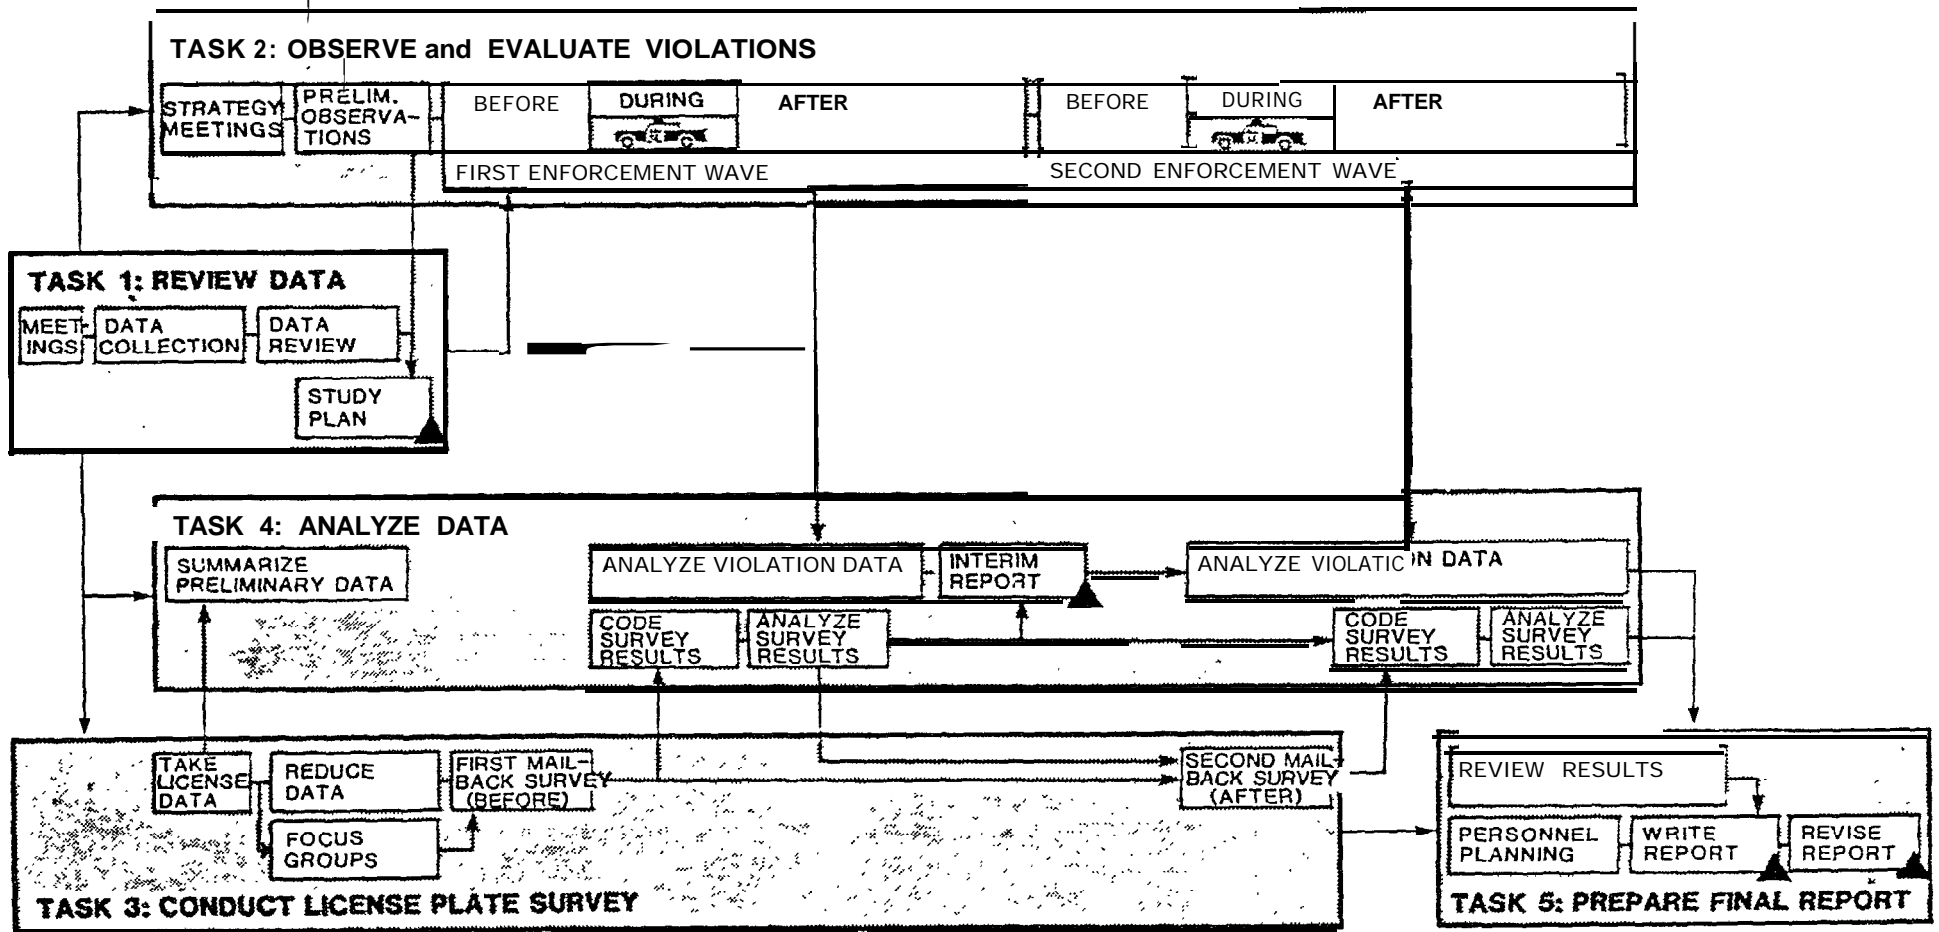 TASK 2: OBSERVE and EVALUATE VIOLATIONS
STRATEGY
MEETINGS
PRELIM.
OBSERVA-
TIONS
BEFORE
DURING
AFTER
BEFORE
DURING
AFTER
FIRST ENFORCEMENT WAVE
SECOND ENFORCEMENT WAVE
TASK 1: REVIEW DATA
MEET-
INGS
DATA
COLLECTION
DATA
REVIEW
STUDY
PLAN
TASK 4: ANALYZE DATA
SUMMARIZE
PRELIMINARY DATA
ANALYZE VIOLATION DATA
INTERIM
REPORT
ANALYZE VIOLATIC ON DATA
CODE
SURVEY
RESULTS
ANALYZE
SURVEY
RESULTS
CODE
SURVEY
RESULTS
ANALYZE
SURVEY
RESULTS
TAKE
LICENSE
DATA
REDUCE
DATA
FIRST MAIL-
BACK SURVEY
(BEFORE)
SECOND MAIL-
BACK SURVEY
(AFTER)
FOCUS
GROUPS
TASK 3: CONDUCT LICENSE PLATE SURVEY
REVIEW RESULTS
PERSONNEL
PLANNING
WRITE
REPORT
REVISE
REPORT
TASK 5: PREPARE FINAL REPORT